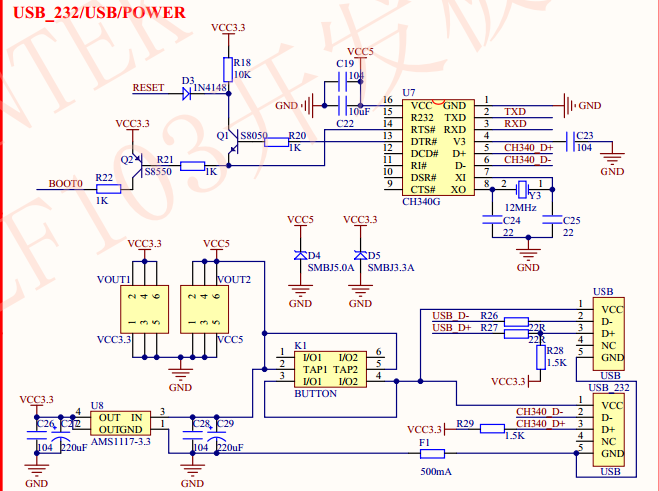 USB_232/USB/POWER
VCC3.3
R18
10K
D3
RESET
1N4148
VCC5
C19
104
GND
10uF
C22
U7
16 VCC GND 1
15 R232 TXD 2 TXD
14 RTS# RXD 3 RXD
13 DTR# V3 4
12 DCD# D+ 5 CH340_D+
11 RI# D- 6 CH340_D-
10 DSR# XI 7
9 CTS# XO 8
CH340G
GND
C23
104
GND
2 1
Y3
12MHz
C24
22
C25
22
GND
VCC3.3
Q1
S8050
R20
1K
Q2
S8550
R21
1K
BOOT0
R22
1K
VCC5
D4
SMBJ5.0A
GND
VCC3.3
D5
SMBJ3.3A
GND
VCC3.3
VOUT1
2 4 6
1 3 5
VCC3.3
VCC5
VOUT2
2 4 6
1 3 5
VCC5
GND
K1
1 I/O1 I/O2 6
2 TAP1 TAP2 5
3 I/O1 I/O2 4
BUTTON
USB_D- R26
USB_D+ R27
22R
22R
R28
1.5K
VCC3.3
USB
1 VCC
2 D-
3 D+
4 NC
5 GND
USB
USB_232
1 VCC
2 D-
3 D+
4 NC
5 GND
USB
CH340_D-
CH340_D+
VCC3.3
R29
1.5K
F1
500mA
VCC3.3
C26
104
C27
220uF
GND
U8
4 OUT IN 3
2 OUTGND 1
AMS1117-3.3
C28
104
C29
220uF
GND